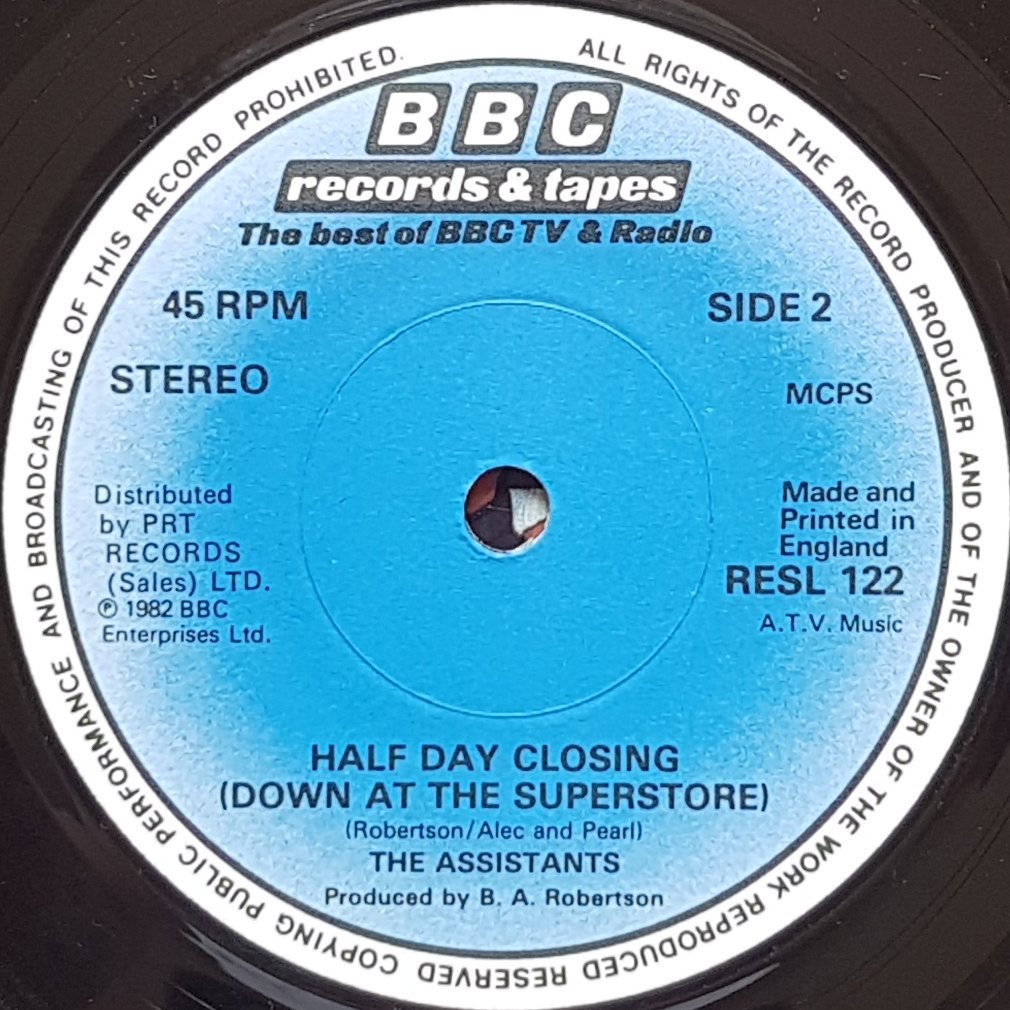 ALL RIGHTS OF THE RECORD PRODUCER AND OF THE OWNER OF THE WORK REPRODUCED RESERVED COPYING PUBLIC PERFORMANCE AND BROADCASTING OF THIS RECORD PROHIBITED.
BBC
records & tapes
The best of BBC TV & Radio
45 RPM
SIDE 2
STEREO
MCPS
Distributed
by PRT
RECORDS
(Sales) LTD.
℗ 1982 BBC
Enterprises Ltd.
Made and
Printed in
England
RESL 122
A.T.V. Music
HALF DAY CLOSING
(DOWN AT THE SUPERSTORE)
(Robertson/Alec and Pearl)
THE ASSISTANTS
Produced by B. A. Robertson